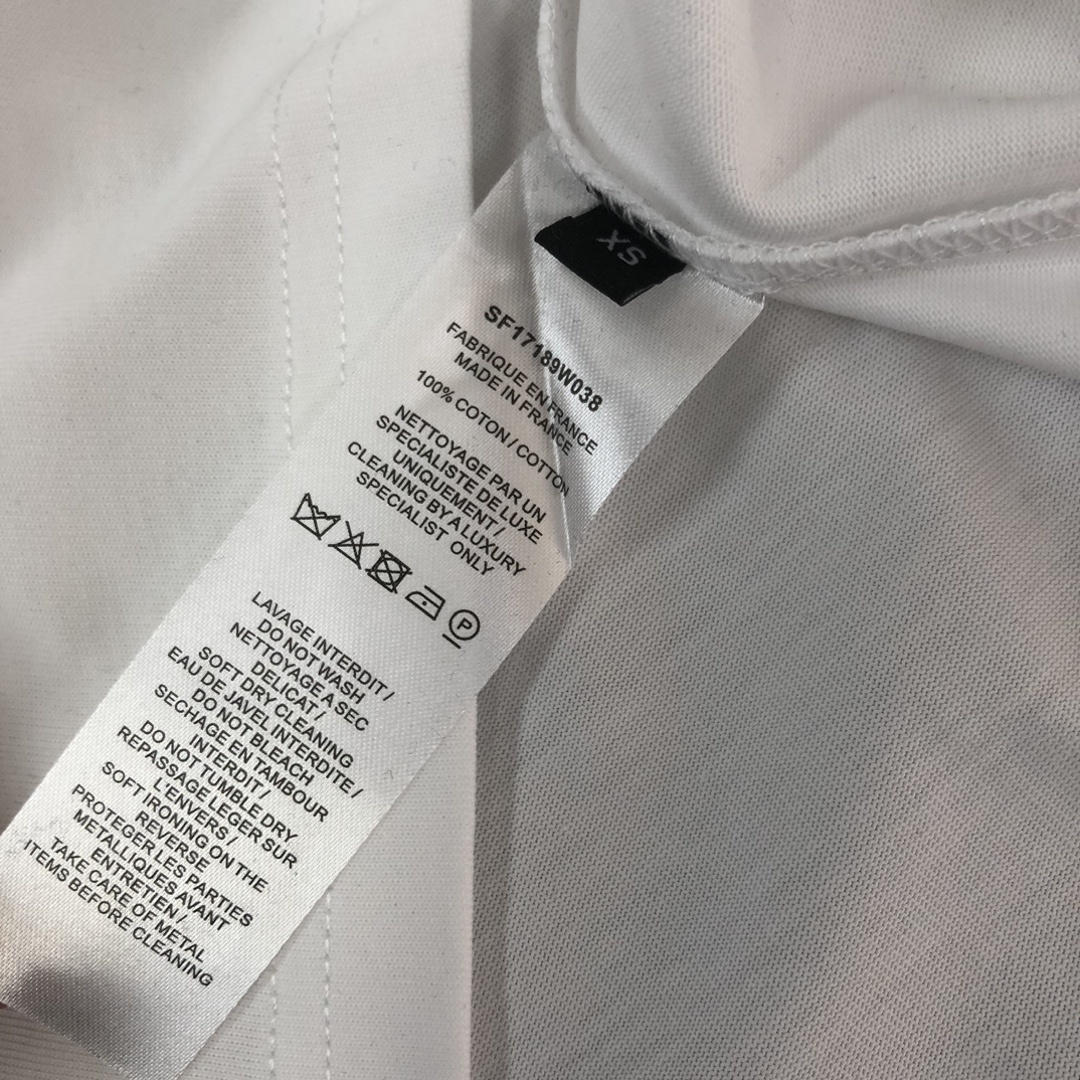 XS
SF17189W038
FABRIQUE EN FRANCE
MADE IN FRANCE
100% COTON / COTTON
NETTOYAGE PAR UN
SPECIALISTE DE LUXE
UNIQUEMENT /
CLEANING BY A LUXURY
SPECIALIST ONLY
P
LAVAGE INTERDIT /
DO NOT WASH
NETTOYAGE A SEC
DELICAT /
SOFT DRY CLEANING
EAU DE JAVEL INTERDITE /
DO NOT BLEACH
SECHAGE EN TAMBOUR
INTERDIT /
DO NOT TUMBLE DRY
REPASSAGE LEGER SUR
L'ENVERS /
SOFT IRONING ON THE
REVERSE
PROTEGER LES PARTIES
METALLIQUES AVANT
ENTRETIEN /
TAKE CARE OF METAL
ITEMS BEFORE CLEANING